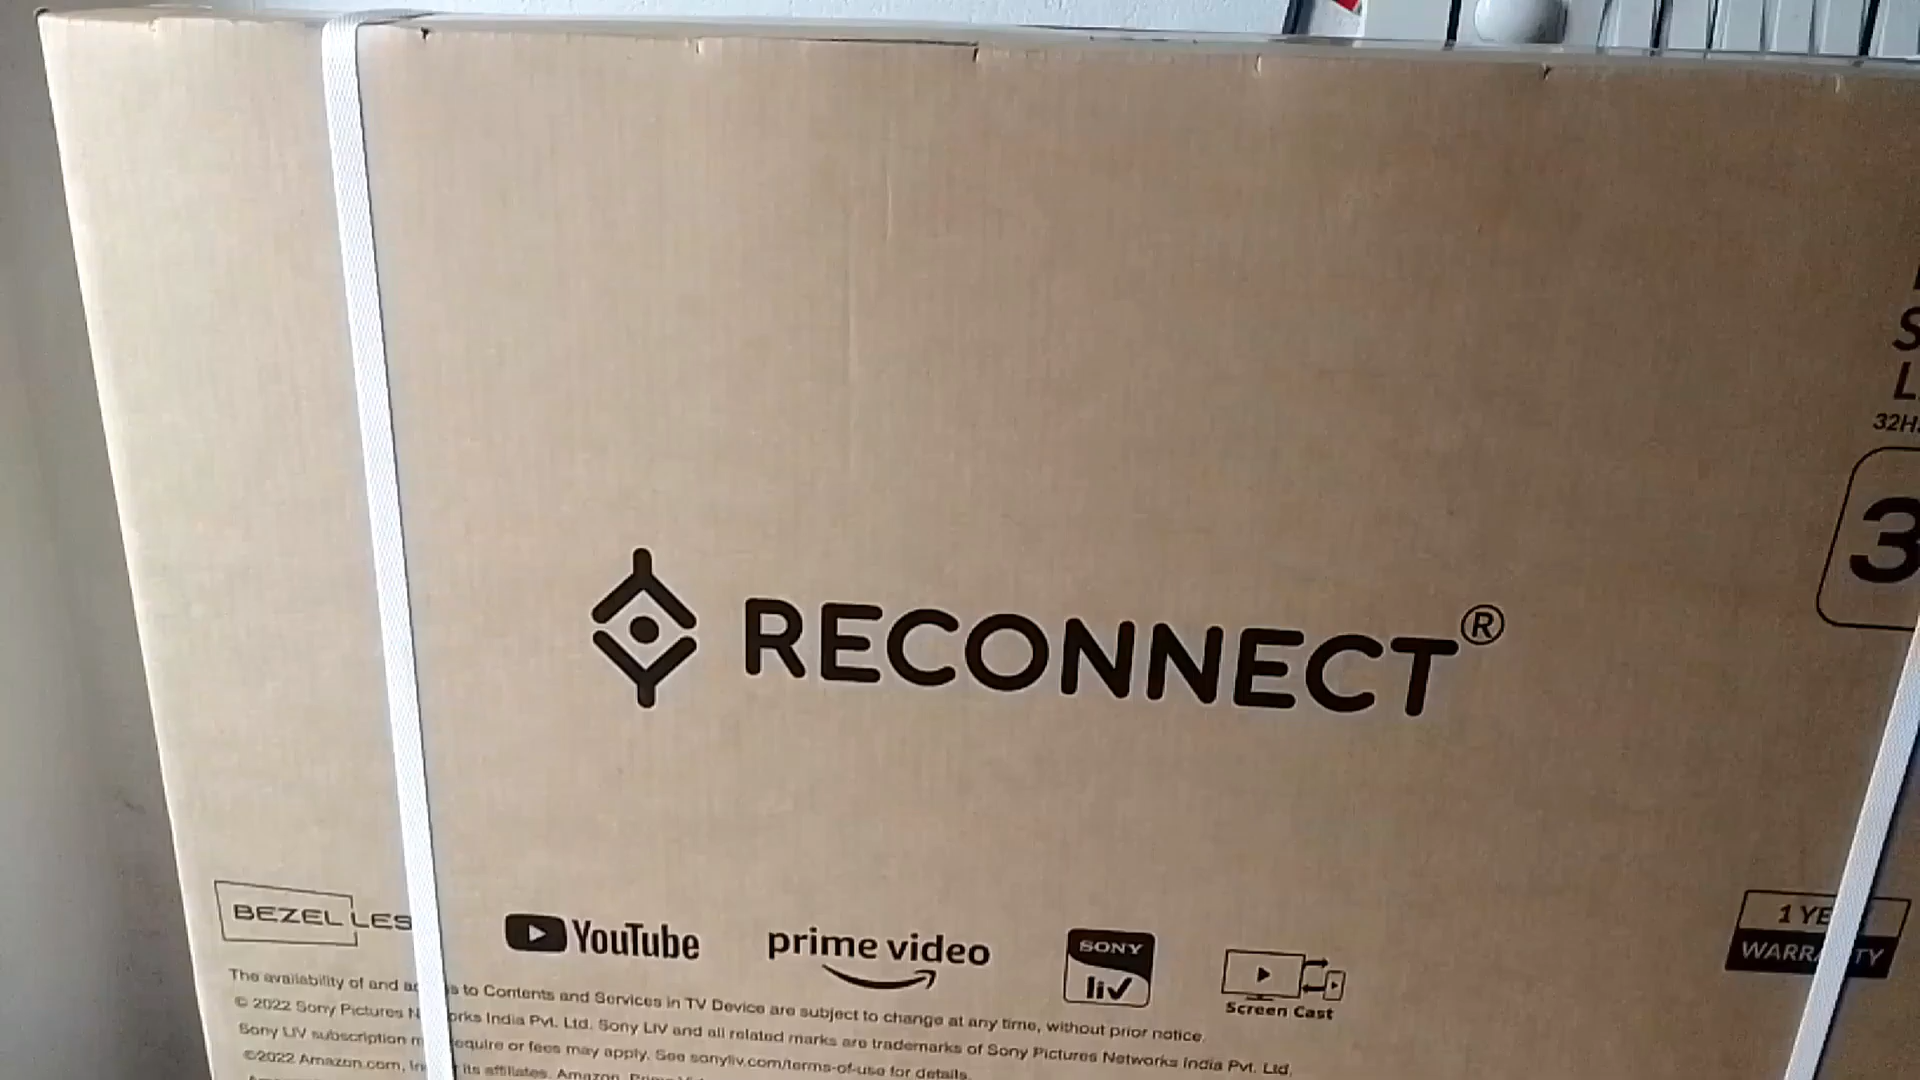 32H
3
RECONNECT®
BEZEL LES
YouTube
prime video
SONY
liv
Screen Cast
1 YE
WARRA TY
The availability of and ac s to Contents and Services in TV Device are subject to change at any time, without prior notice.
© 2022 Sony Pictures N orks India Pvt. Ltd. Sony LIV and all related marks are trademarks of Sony Pictures Networks India Pvt. Ltd.
Sony LIV subscription m equire or fees may apply. See sonyliv.com/terms-of-use for details.
©2022 Amazon.com, In its affiliates. Amazon,